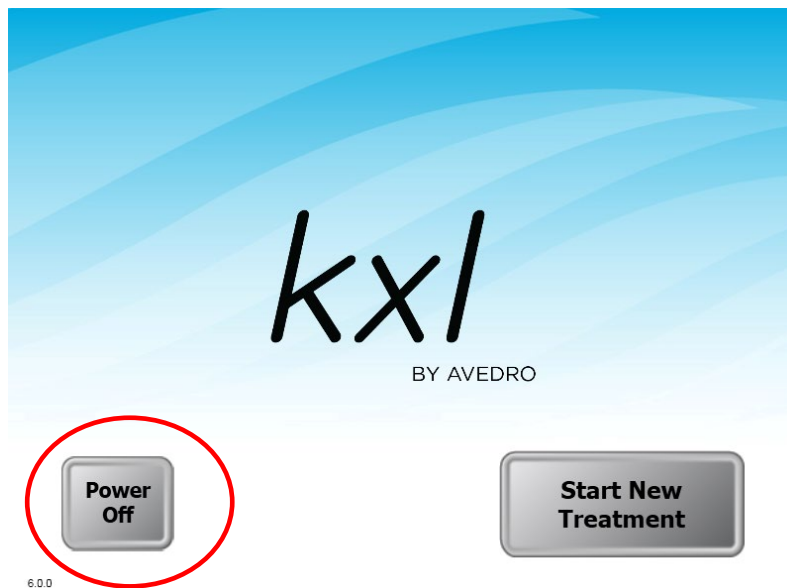 kxl
BY AVEDRO
Power
Off
Start New
Treatment
6.0.0